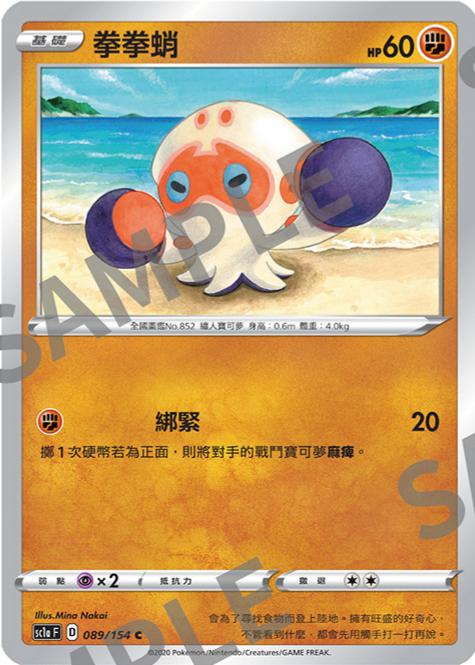 基礎 拳拳蛸 HP60
全國圖鑑No.852 纏人寶可夢 身高：0.6m 體重：4.0kg
綁緊 20
擲1次硬幣若為正面，則將對手的戰鬥寶可夢麻痺。
弱點 ×2 抵抗力 撤退
Illus.Mina Nakai
sc1a F D 089/154 C
會為了尋找食物而登上陸地。擁有旺盛的好奇心，
不管看到什麼，都會先用觸手打一打再說。
©2020 Pokémon/Nintendo/Creatures/GAME FREAK.
SAMPLE
SAMPLE